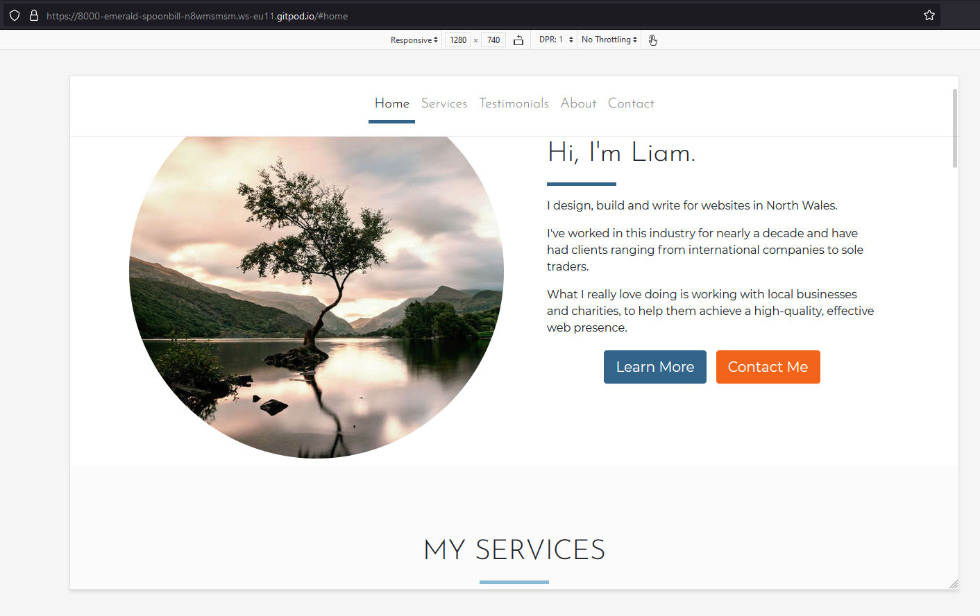 https://8000-emerald-spoonbill-n8wmsmsm.ws-eu11.gitpod.io/#home
Responsive 1280 × 740 DPR: 1 No Throttling
Home Services Testimonials About Contact
Hi, I'm Liam.
I design, build and write for websites in North Wales.
I've worked in this industry for nearly a decade and have
had clients ranging from international companies to sole
traders.
What I really love doing is working with local businesses
and charities, to help them achieve a high-quality, effective
web presence.
Learn More Contact Me
MY SERVICES